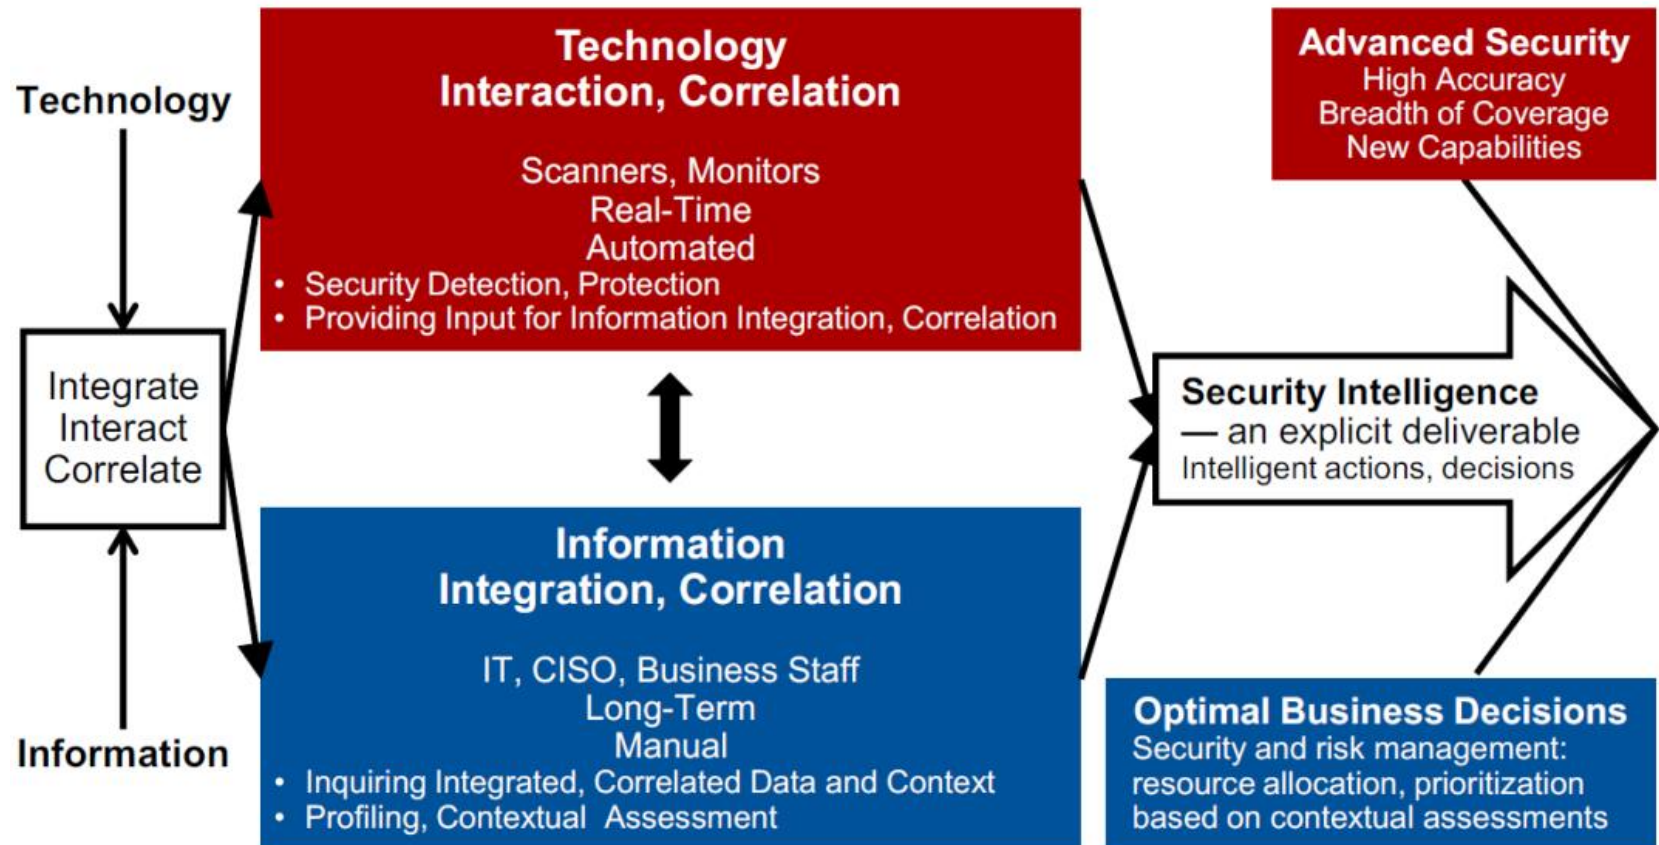 Technology
Integrate
Interact
Correlate
Information
Technology
Interaction, Correlation
Scanners, Monitors
Real-Time
Automated
• Security Detection, Protection
• Providing Input for Information Integration, Correlation
Information
Integration, Correlation
IT, CISO, Business Staff
Long-Term
Manual
• Inquiring Integrated, Correlated Data and Context
• Profiling, Contextual Assessment
Advanced Security
High Accuracy
Breadth of Coverage
New Capabilities
Security Intelligence
— an explicit deliverable
Intelligent actions, decisions
Optimal Business Decisions
Security and risk management:
resource allocation, prioritization
based on contextual assessments